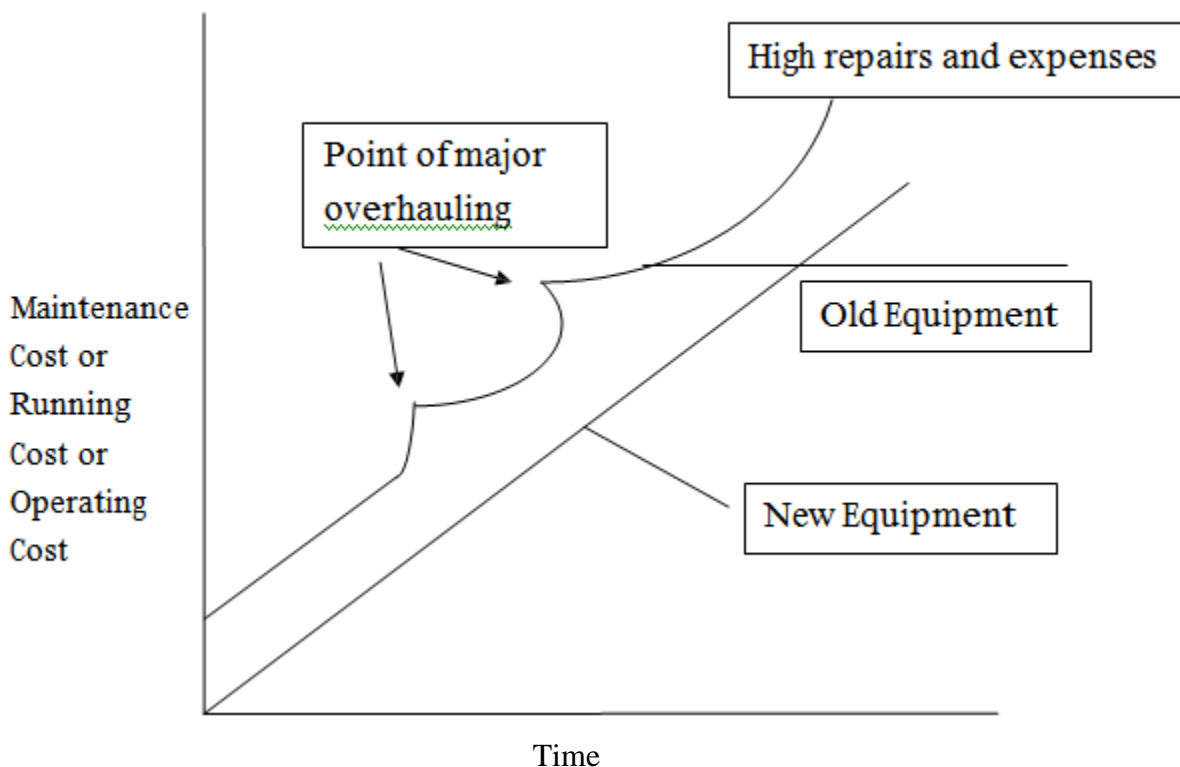 High repairs and expenses
Point of major
overhauling
Maintenance
Cost or
Running
Cost or
Operating
Cost
Old Equipment
New Equipment
Time